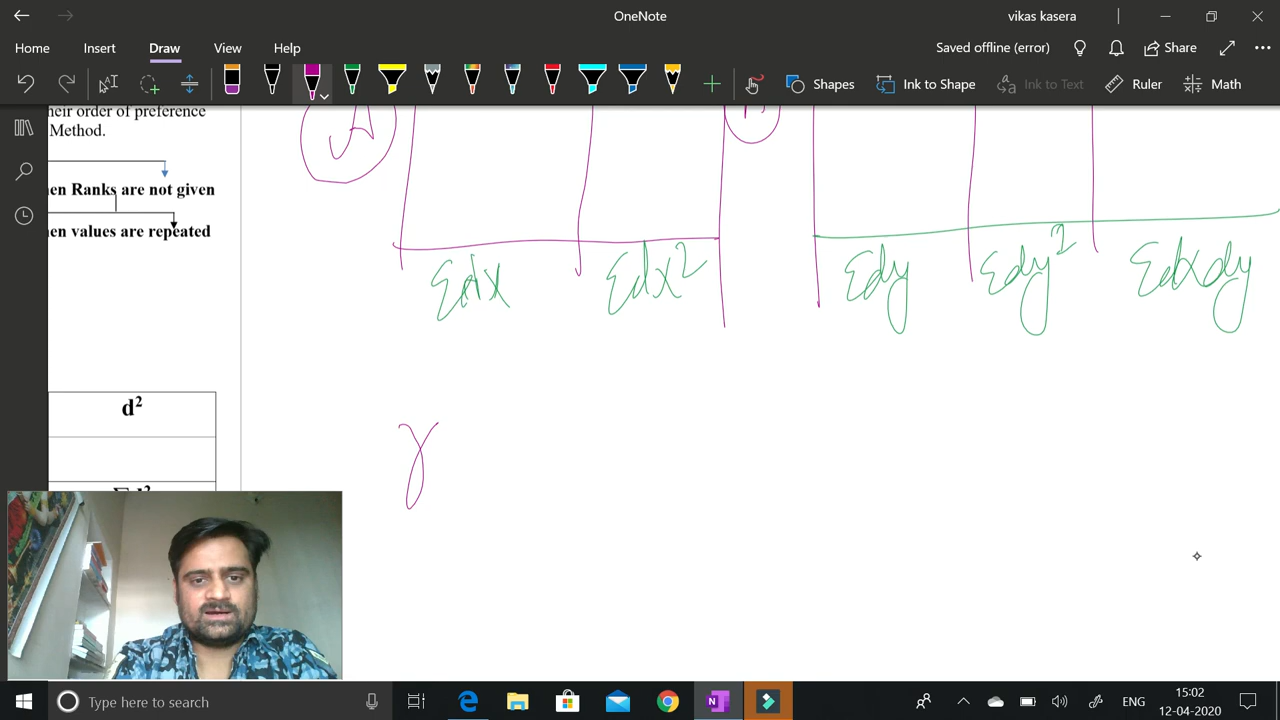 OneNote
vikas kasera
Home Insert Draw View Help
Saved offline (error)
Share
Shapes
Ink to Shape
Ink to Text
Ruler
Math
heir order of preference
Method.
en Ranks are not given
en values are repeated
A
Σdx Σdx² Σdy Σdy² Σdxdy
d²
γ
Type here to search
ENG
15:02
12-04-2020